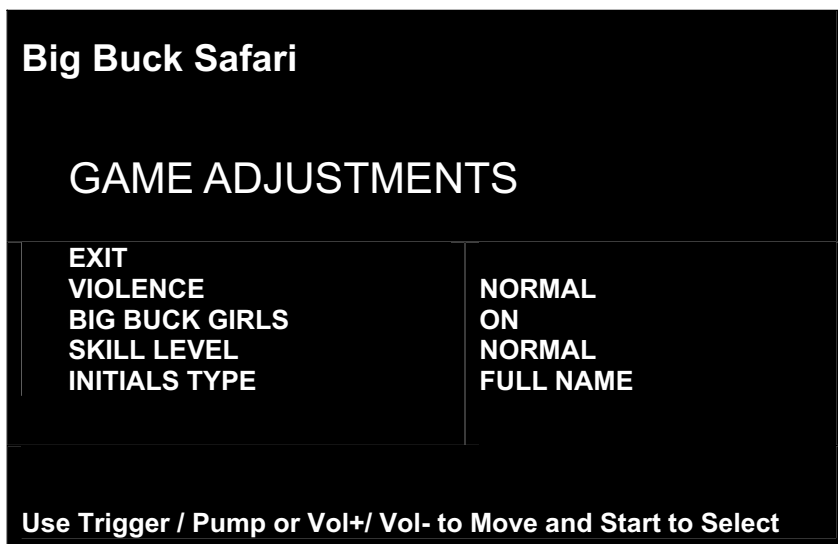 Big Buck Safari
GAME ADJUSTMENTS
EXIT
VIOLENCE NORMAL
BIG BUCK GIRLS ON
SKILL LEVEL NORMAL
INITIALS TYPE FULL NAME
Use Trigger / Pump or Vol+/ Vol- to Move and Start to Select